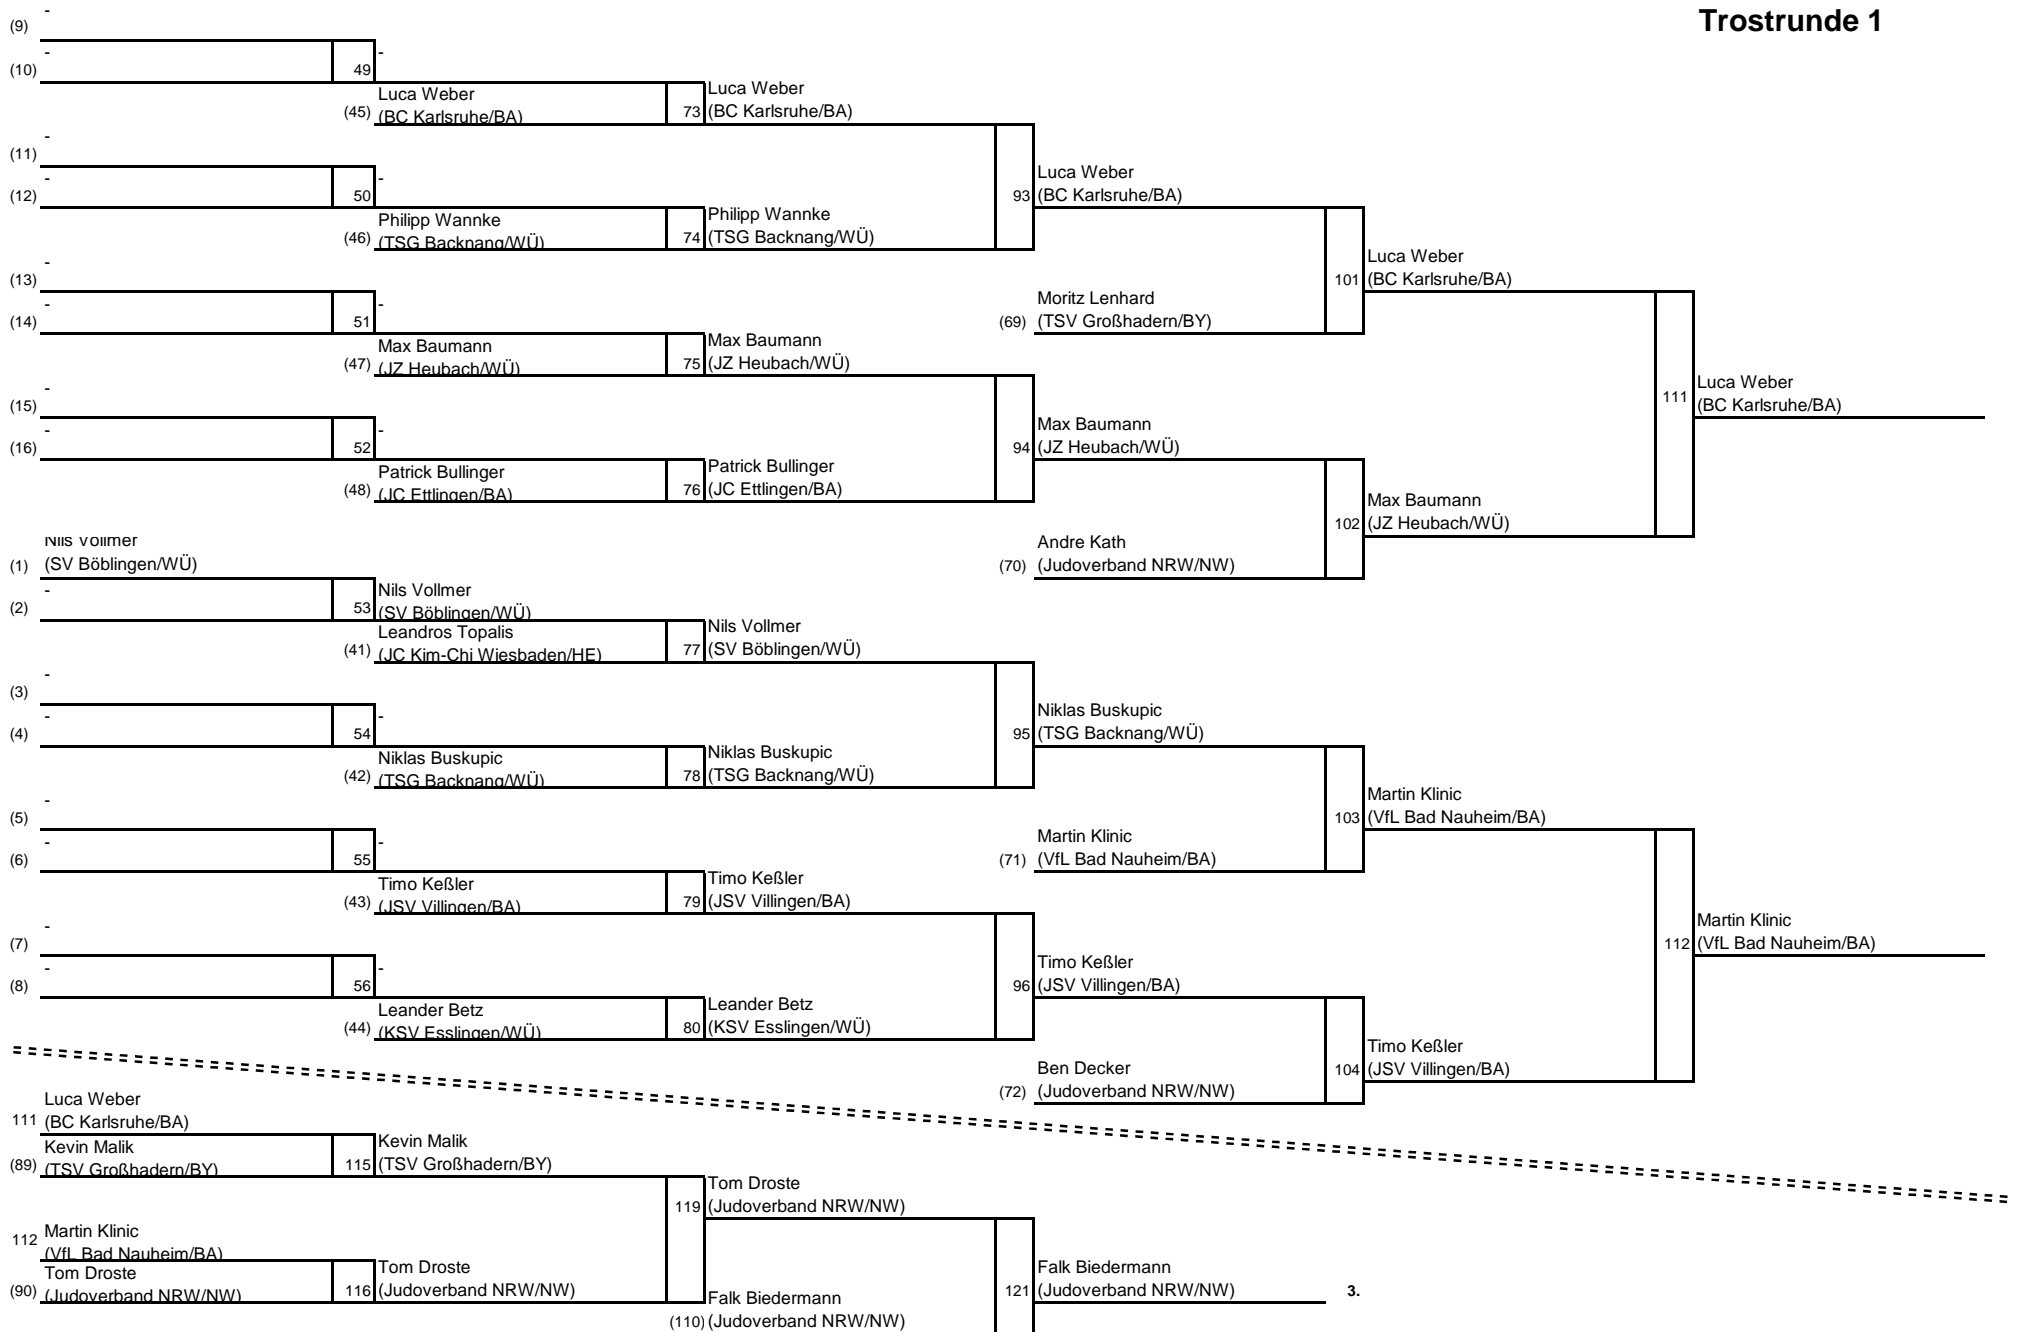 Trostrunde 1
-
(9)
-
(10)
49
-
Luca Weber
(45) (BC Karlsruhe/BA)
73
Luca Weber
(BC Karlsruhe/BA)
-
(11)
-
(12)
50
-
Philipp Wannke
(46) (TSG Backnang/WÜ)
74
Philipp Wannke
(TSG Backnang/WÜ)
93
Luca Weber
(BC Karlsruhe/BA)
-
(13)
-
(14)
51
-
Max Baumann
(47) (JZ Heubach/WÜ)
75
Max Baumann
(JZ Heubach/WÜ)
Moritz Lenhard
(69) (TSV Großhadern/BY)
101
Luca Weber
(BC Karlsruhe/BA)
-
(15)
-
(16)
52
-
Patrick Bullinger
(48) (JC Ettlingen/BA)
76
Patrick Bullinger
(JC Ettlingen/BA)
94
Max Baumann
(JZ Heubach/WÜ)
Andre Kath
(70) (Judoverband NRW/NW)
102
Max Baumann
(JZ Heubach/WÜ)
111
Luca Weber
(BC Karlsruhe/BA)
Nils Vollmer
(1) (SV Böblingen/WÜ)
-
(2)
53
Nils Vollmer
(SV Böblingen/WÜ)
Leandros Topalis
(41) (JC Kim-Chi Wiesbaden/HE)
77
Nils Vollmer
(SV Böblingen/WÜ)
-
(3)
-
(4)
54
-
Niklas Buskupic
(42) (TSG Backnang/WÜ)
78
Niklas Buskupic
(TSG Backnang/WÜ)
95
Niklas Buskupic
(TSG Backnang/WÜ)
-
(5)
-
(6)
55
-
Timo Keßler
(43) (JSV Villingen/BA)
79
Timo Keßler
(JSV Villingen/BA)
Martin Klinic
(71) (VfL Bad Nauheim/BA)
103
Martin Klinic
(VfL Bad Nauheim/BA)
-
(7)
-
(8)
56
-
Leander Betz
(44) (KSV Esslingen/WÜ)
80
Leander Betz
(KSV Esslingen/WÜ)
96
Timo Keßler
(JSV Villingen/BA)
Ben Decker
(72) (Judoverband NRW/NW)
104
Timo Keßler
(JSV Villingen/BA)
112
Martin Klinic
(VfL Bad Nauheim/BA)
Luca Weber
111 (BC Karlsruhe/BA)
Kevin Malik
(89) (TSV Großhadern/BY)
115
Kevin Malik
(TSV Großhadern/BY)
Martin Klinic
112 (VfL Bad Nauheim/BA)
Tom Droste
(90) (Judoverband NRW/NW)
116
Tom Droste
(Judoverband NRW/NW)
119
Tom Droste
(Judoverband NRW/NW)
Falk Biedermann
(110) (Judoverband NRW/NW)
121
Falk Biedermann
(Judoverband NRW/NW)
3.